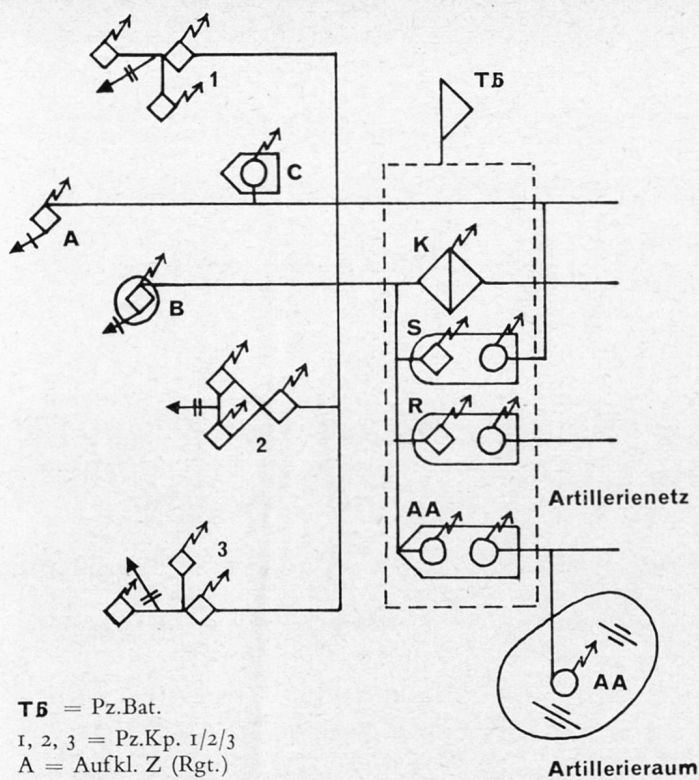 TБ
1
C
A
K
B
S
R
2
AA
Artillerienetz
3
AA
TБ = Pz.Bat.
1, 2, 3 = Pz.Kp. 1/2/3
A = Aufkl. Z (Rgt.)
Artillerieraum